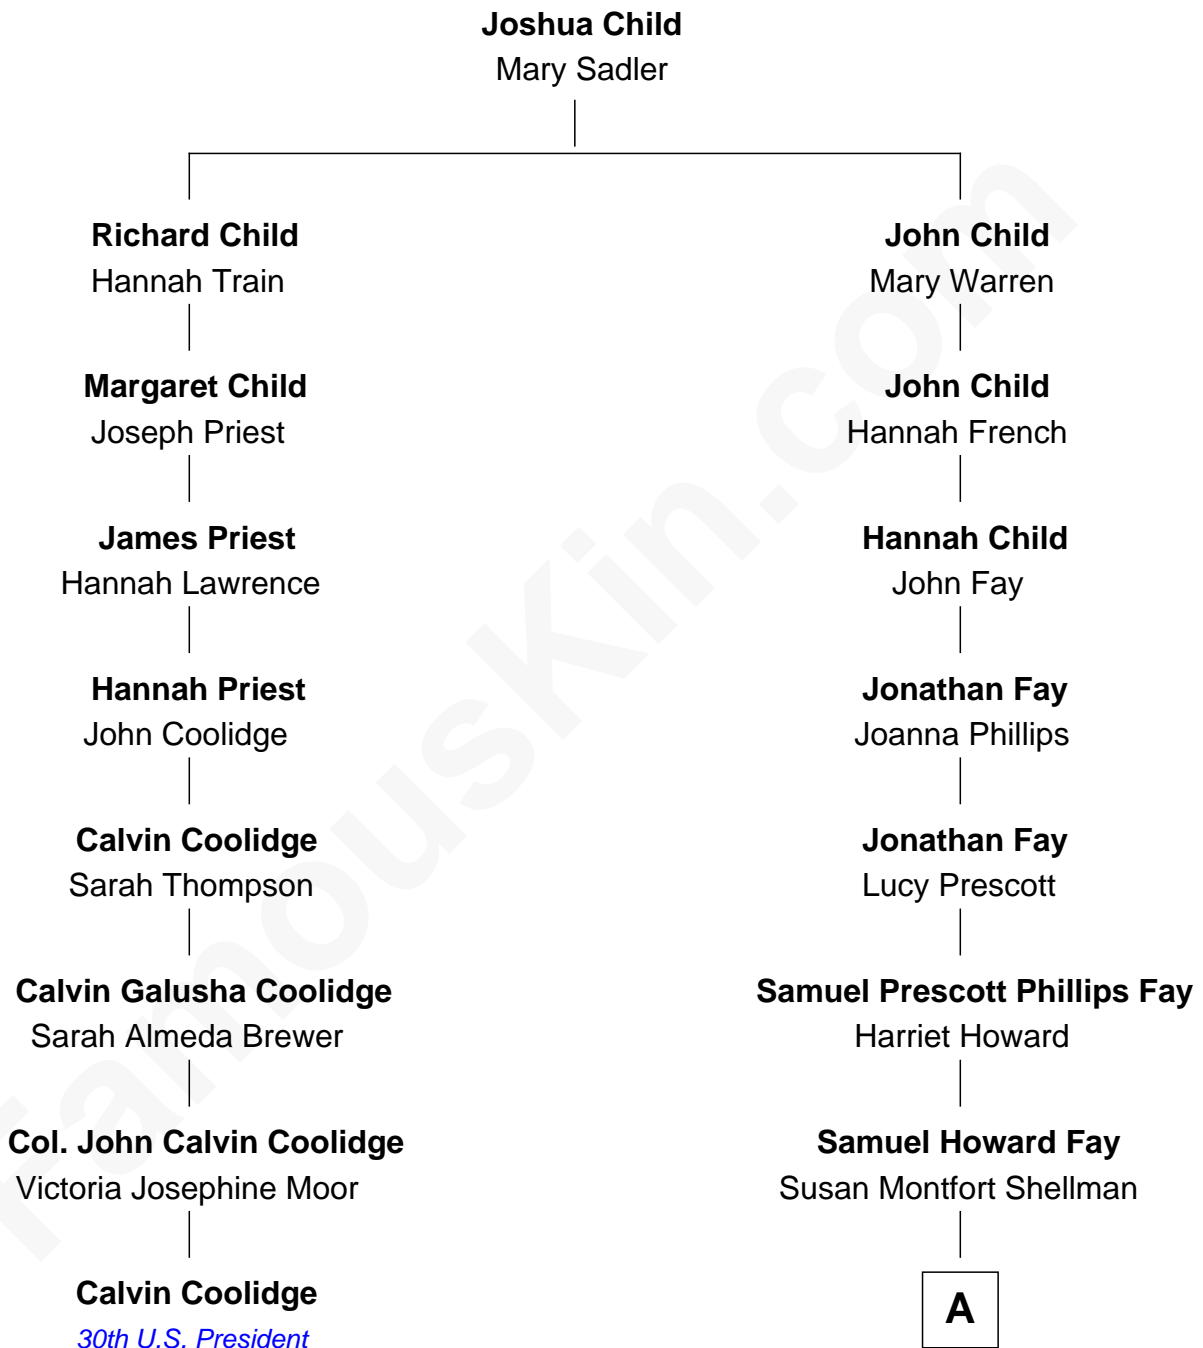 Joshua Child
Mary Sadler
Richard Child
Hannah Train
John Child
Mary Warren
Margaret Child
Joseph Priest
John Child
Hannah French
James Priest
Hannah Lawrence
Hannah Child
John Fay
Hannah Priest
John Coolidge
Jonathan Fay
Joanna Phillips
Calvin Coolidge
Sarah Thompson
Jonathan Fay
Lucy Prescott
Calvin Galusha Coolidge
Sarah Almeda Brewer
Samuel Prescott Phillips Fay
Harriet Howard
Col. John Calvin Coolidge
Victoria Josephine Moor
Samuel Howard Fay
Susan Montfort Shellman
Calvin Coolidge
30th U.S. President
A
FamousKin.com